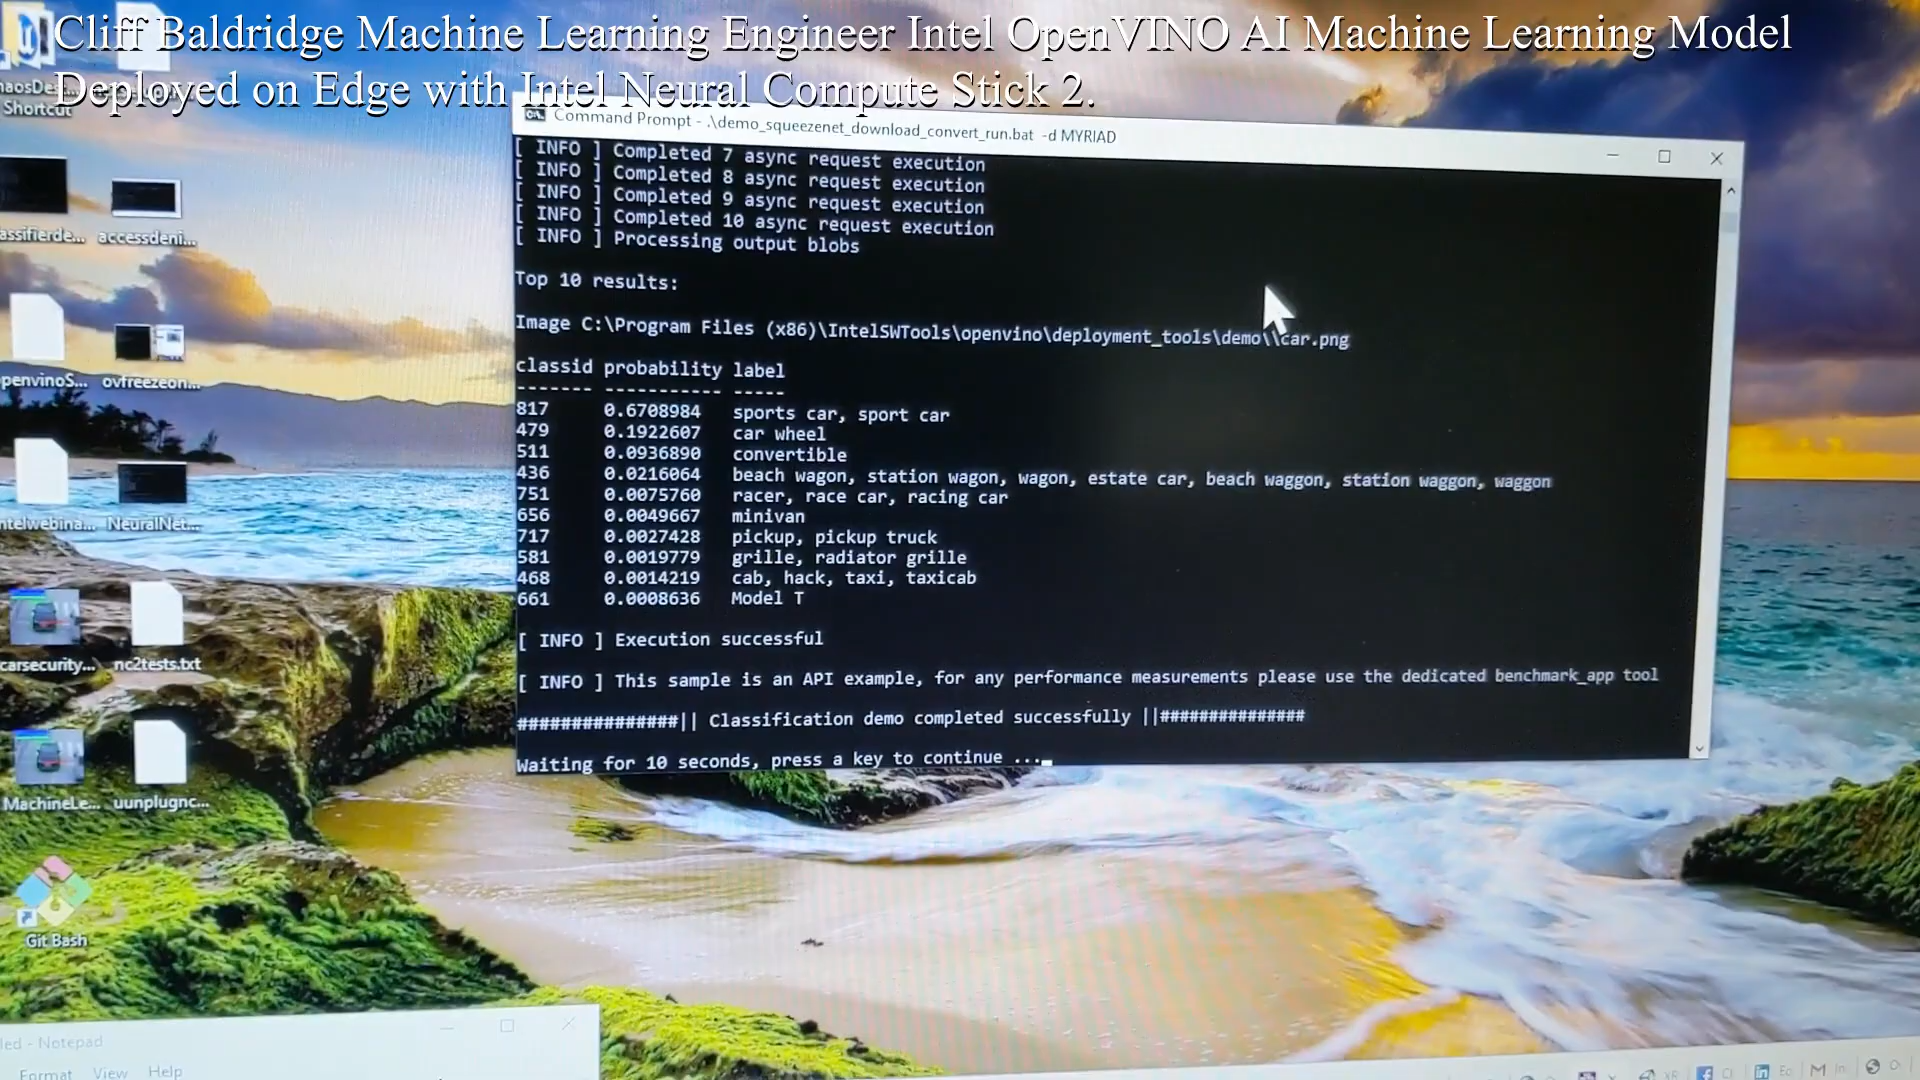 Cliff Baldridge Machine Learning Engineer Intel OpenVINO AI Machine Learning Model
Deployed on Edge with Intel Neural Compute Stick 2.
Shortcut
Command Prompt - .\demo_squeezenet_download_convert_run.bat -d MYRIAD
[ INFO ] Completed 7 async request execution
[ INFO ] Completed 8 async request execution
[ INFO ] Completed 9 async request execution
[ INFO ] Completed 10 async request execution
[ INFO ] Processing output blobs
Top 10 results:
Image C:\Program Files (x86)\IntelSWTools\openvino\deployment_tools\demo\\car.png
classid probability label
------- ----------- -----
817 0.6708984 sports car, sport car
479 0.1922607 car wheel
511 0.0936890 convertible
436 0.0216064 beach wagon, station wagon, wagon, estate car, beach waggon, station waggon, waggon
751 0.0075760 racer, race car, racing car
656 0.0049667 minivan
717 0.0027428 pickup, pickup truck
581 0.0019779 grille, radiator grille
468 0.0014219 cab, hack, taxi, taxicab
661 0.0008636 Model T
[ INFO ] Execution successful
[ INFO ] This sample is an API example, for any performance measurements please use the dedicated benchmark_app tool
###############|| Classification demo completed successfully ||###############
Waiting for 10 seconds, press a key to continue ...
assifierde... accessdeni...
penvinoS... ovfreezeon...
ntelwebina... NeuralNet...
carsecurity... nc2tests.txt
MachineLe... uunplugnc...
Git Bash
led - Notepad
Format View Help